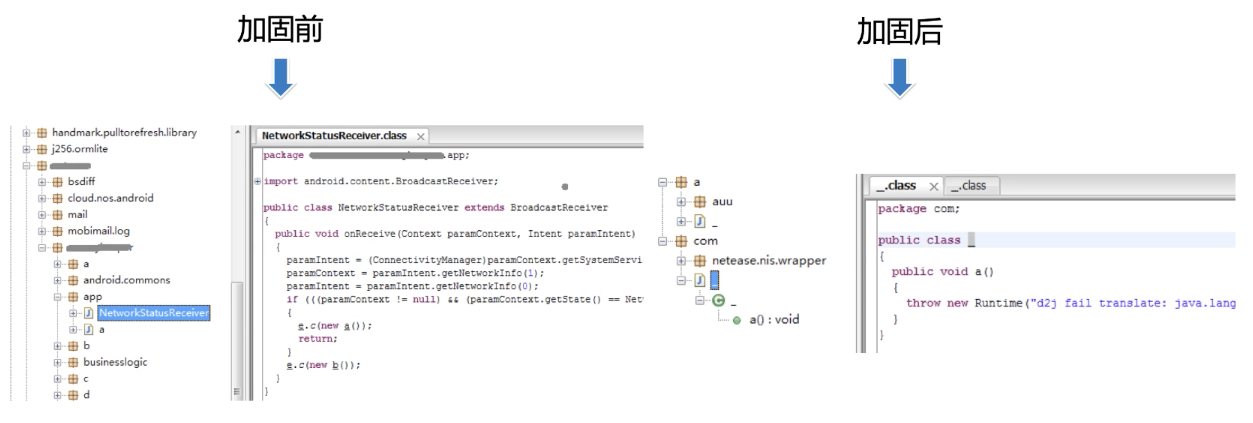 加固前
加固后
handmark.pulltorefresh.library
j256.ormlite
bsdiff
cloud.nos.android
mail
mobimail.log
a
android.commons
app
NetworkStatusReceiver
a
b
businesslogic
c
d
NetworkStatusReceiver.class
package .app;
import android.content.BroadcastReceiver;
public class NetworkStatusReceiver extends BroadcastReceiver
{
public void onReceive(Context paramContext, Intent paramIntent)
{
paramIntent = (ConnectivityManager)paramContext.getSystemServi
paramContext = paramIntent.getNetworkInfo(1);
paramIntent = paramIntent.getNetworkInfo(0);
if (((paramContext != null) && (paramContext.getState() == Net
{
e.c(new a());
return;
}
e.c(new b());
}
}
a
auu
_
com
netease.nis.wrapper
_
_
a() : void
_.class
_.class
package com;
public class _
{
public void a()
{
throw new Runtime("d2j fail translate: java.lang
}
}